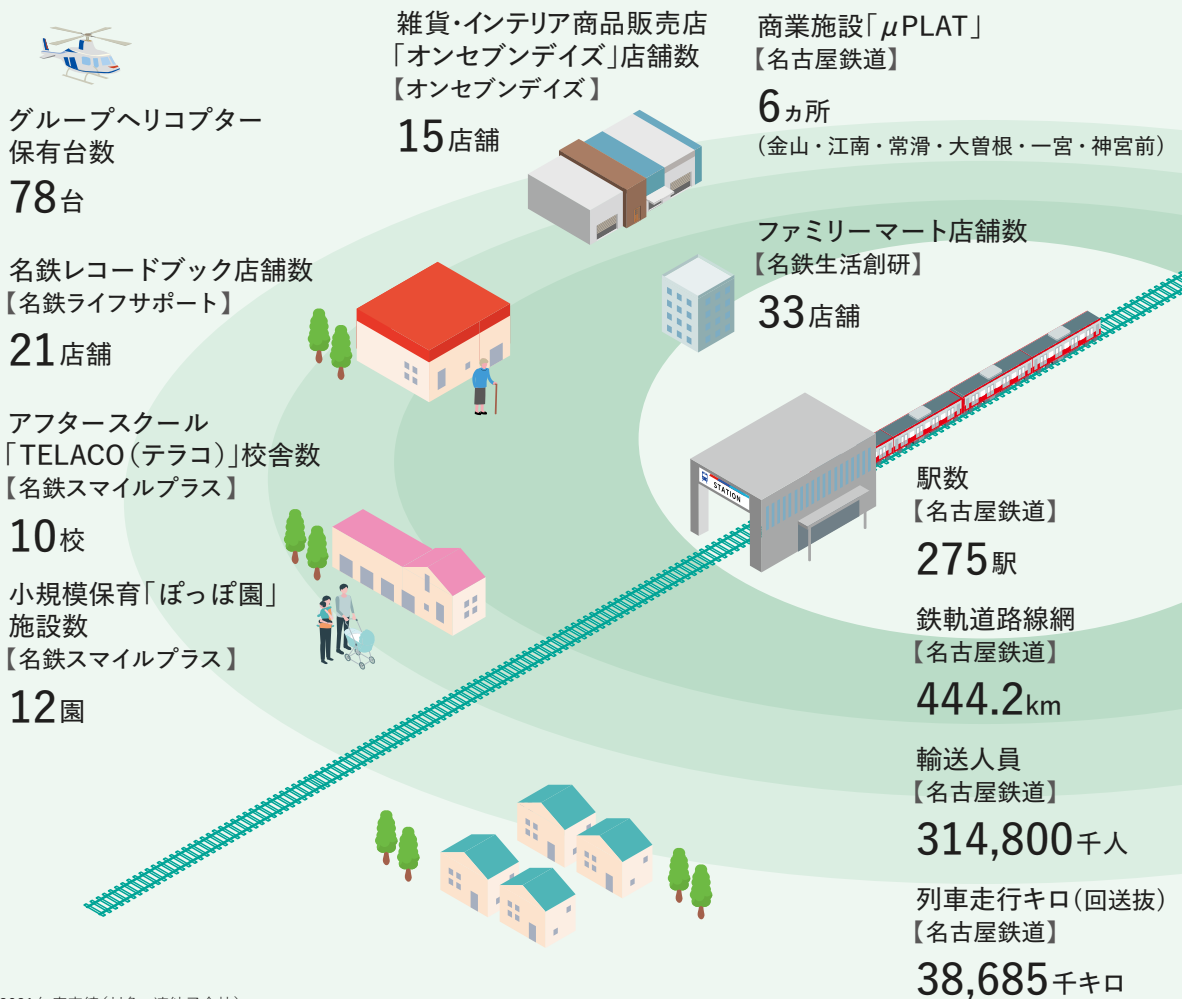 グループヘリコプター
保有台数
78台
名鉄レコードブック店舗数
【名鉄ライフサポート】
21店舗
アフタースクール
「TELACO(テラコ)」校舎数
【名鉄スマイルプラス】
10校
小規模保育「ぽっぽ園」
施設数
【名鉄スマイルプラス】
12園
雑貨・インテリア商品販売店
「オンセブンデイズ」店舗数
【オンセブンデイズ】
15店舗
商業施設「μPLAT」
【名古屋鉄道】
6ヵ所
(金山・江南・常滑・大曽根・一宮・神宮前)
ファミリーマート店舗数
【名鉄生活創研】
33店舗
STATION
駅数
【名古屋鉄道】
275駅
鉄軌道路線網
【名古屋鉄道】
444.2km
輸送人員
【名古屋鉄道】
314,800千人
列車走行キロ(回送抜)
【名古屋鉄道】
38,685千キロ